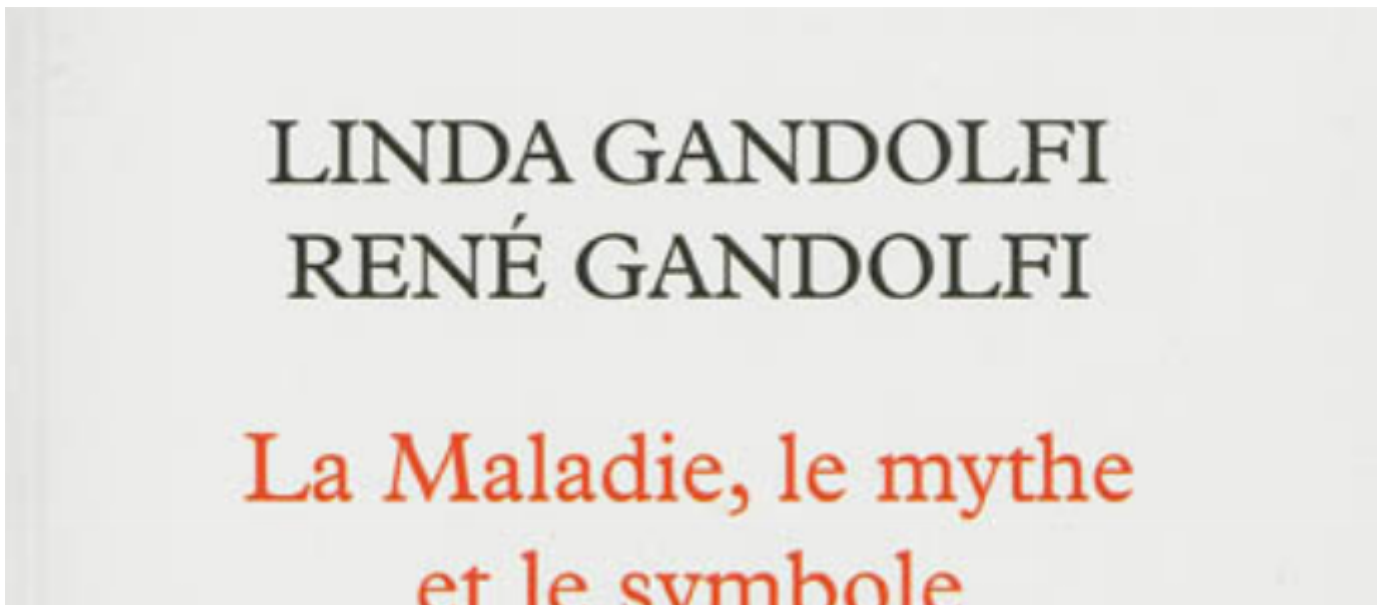 LINDA GANDOLFI
RENÉ GANDOLFI
La Maladie, le mythe
et le symbole